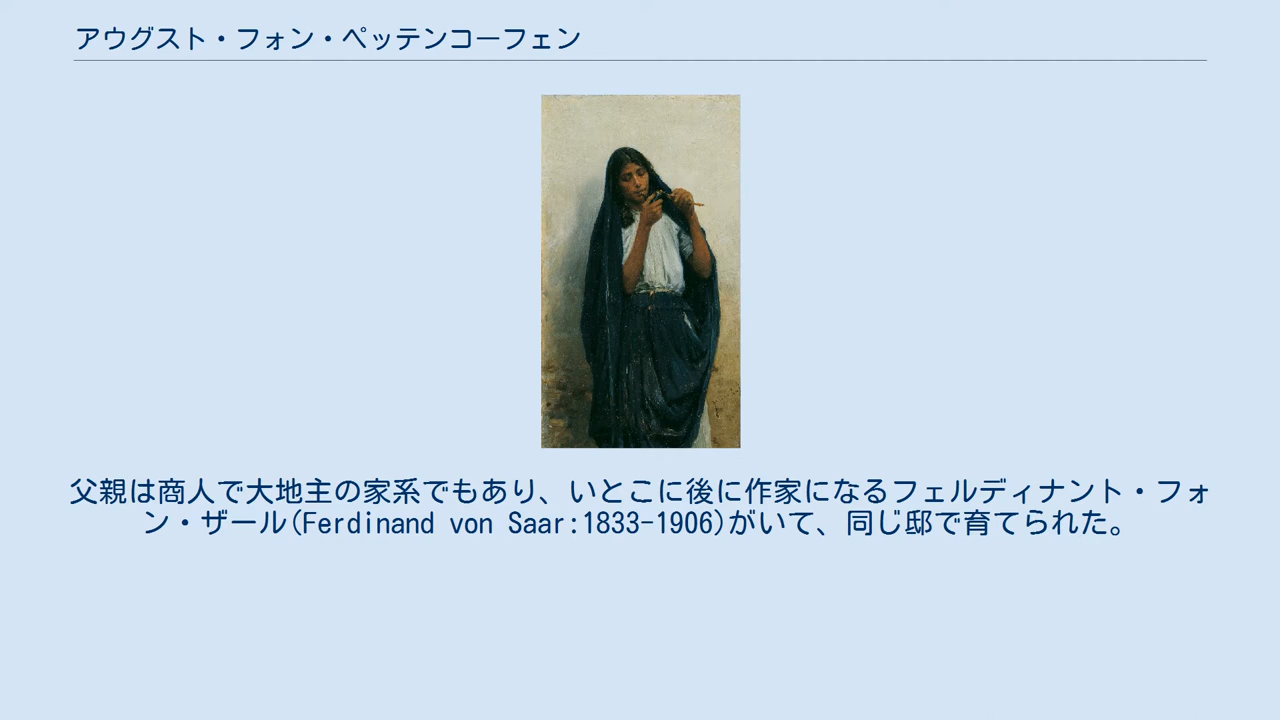 アウグスト・フォン・ペッテンコーフェン
父親は商人で大地主の家系でもあり、いとこに後に作家になるフェルディナント・フォ
ン・ザール(Ferdinand von Saar:1833-1906)がいて、同じ邸で育てられた。